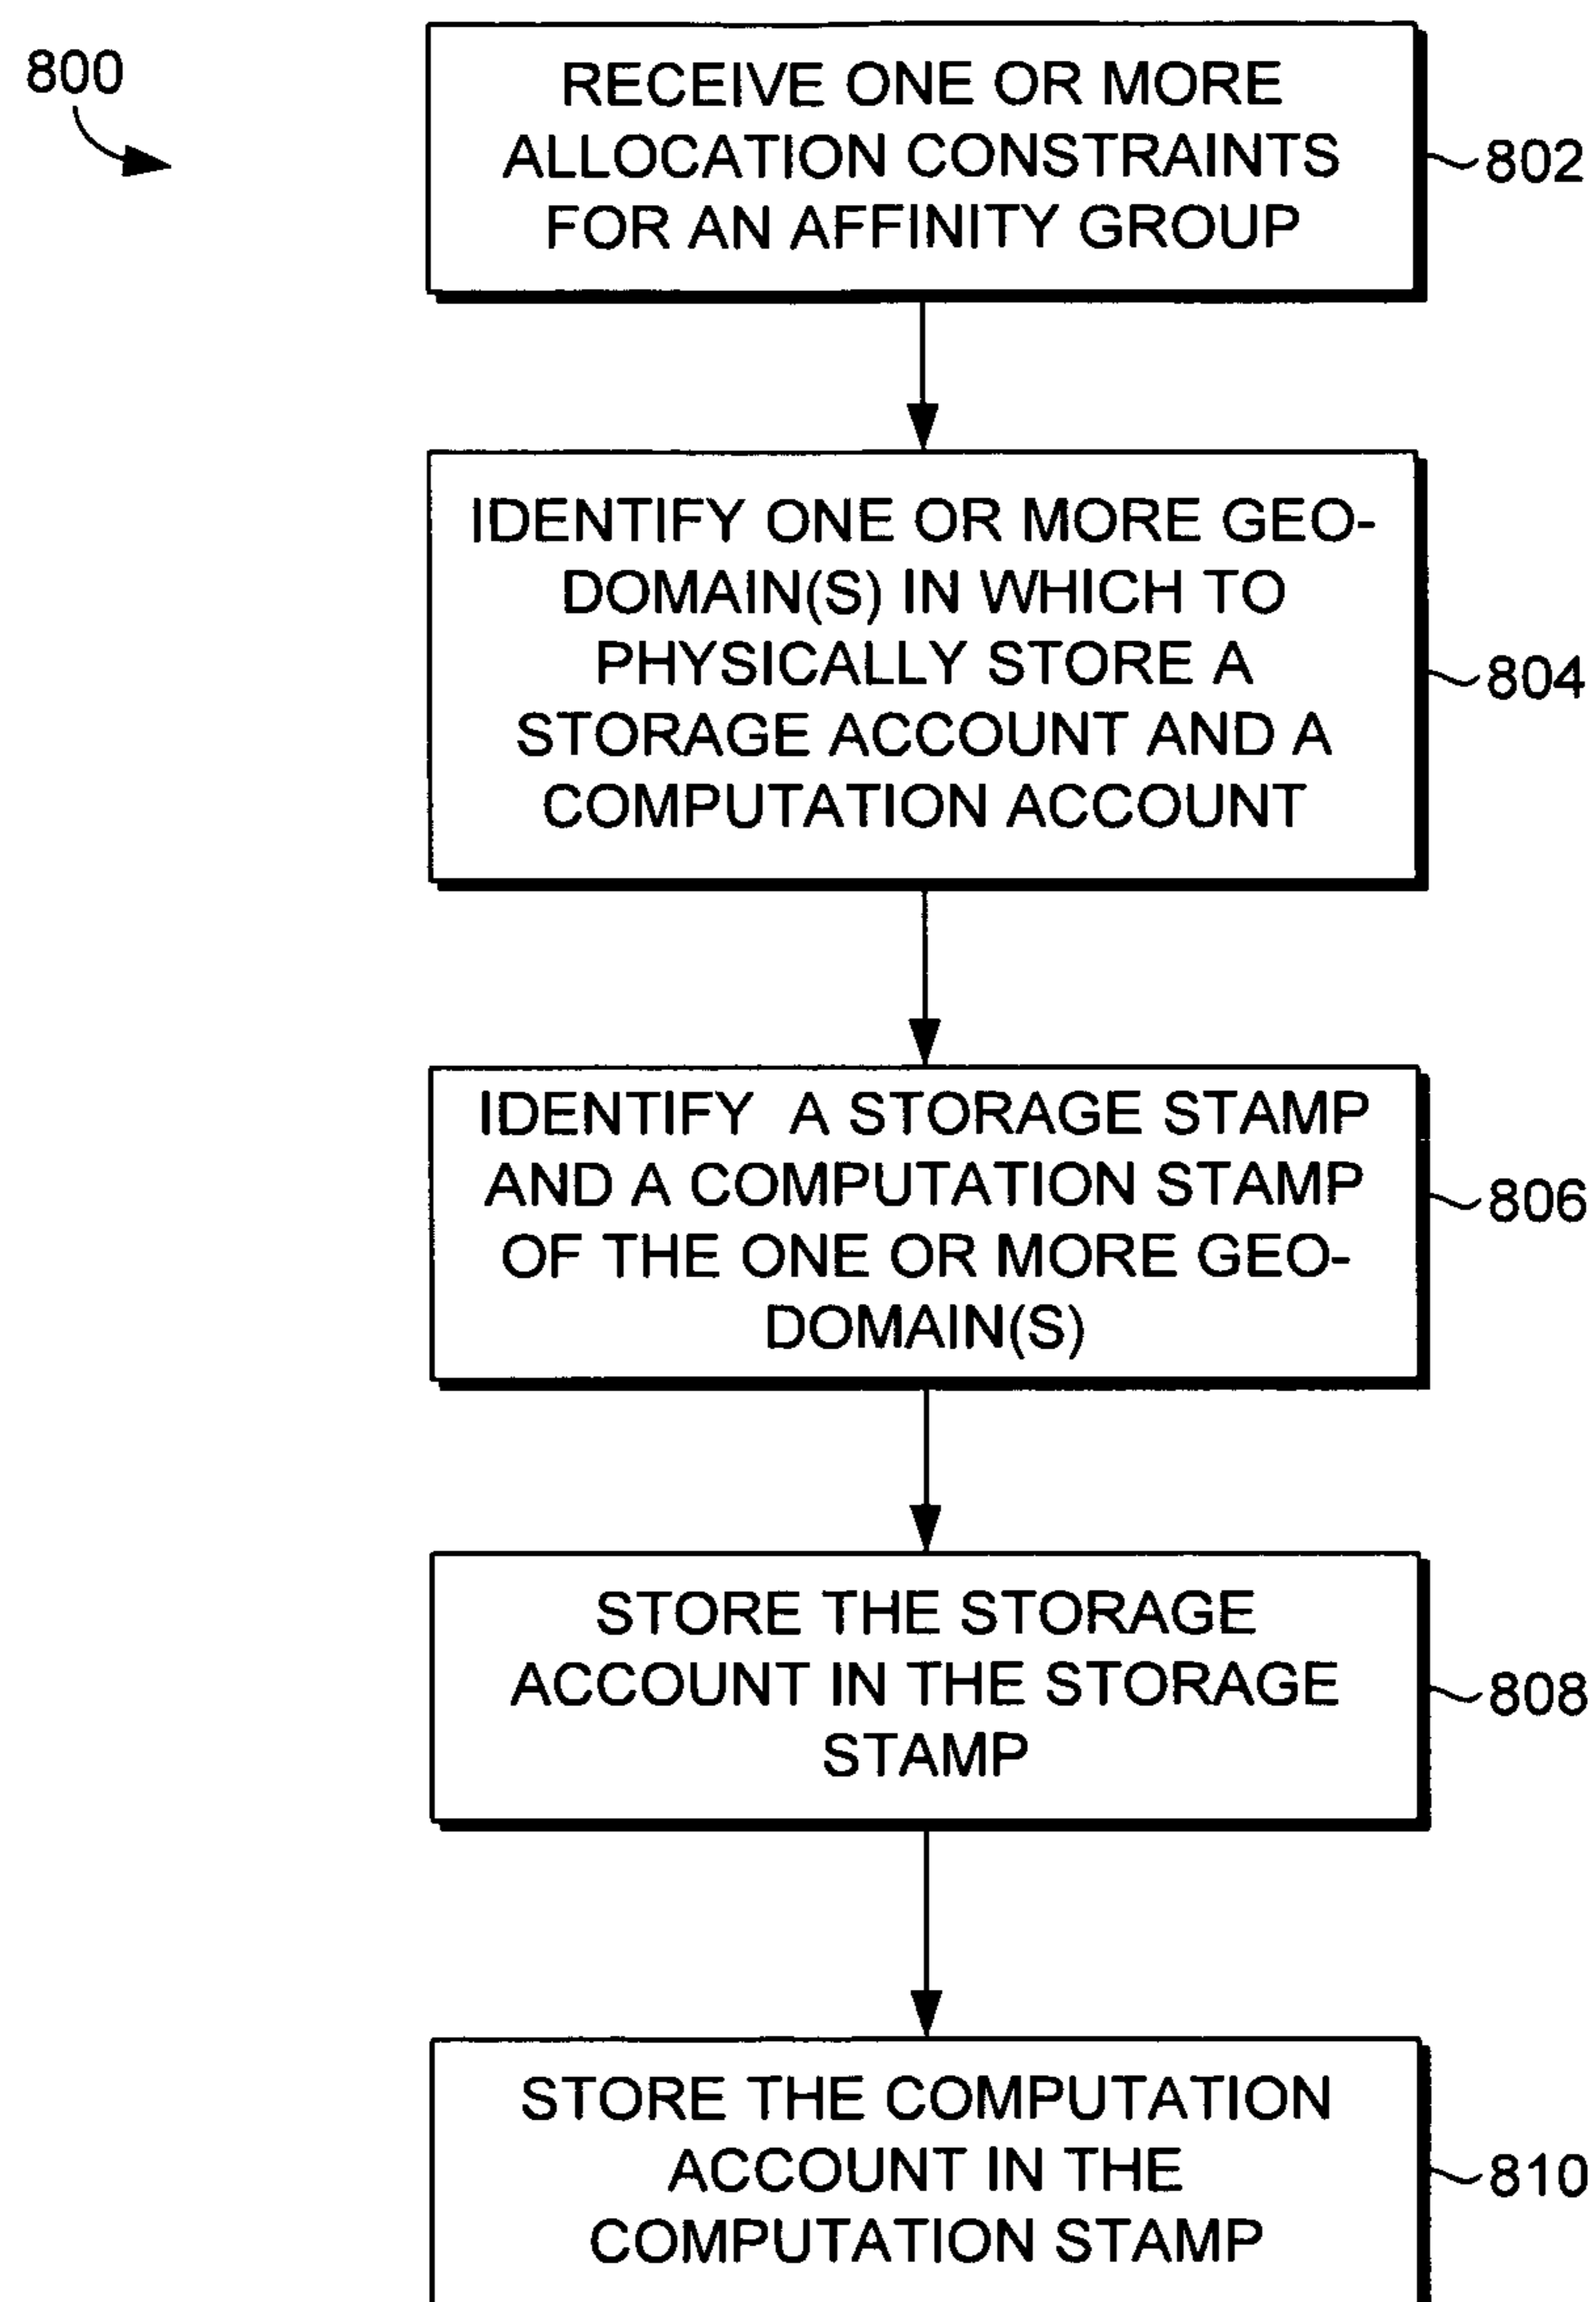 800
RECEIVE ONE OR MORE
ALLOCATION CONSTRAINTS
FOR AN AFFINITY GROUP
802
IDENTIFY ONE OR MORE GEO-
DOMAIN(S) IN WHICH TO
PHYSICALLY STORE A
STORAGE ACCOUNT AND A
COMPUTATION ACCOUNT
804
IDENTIFY A STORAGE STAMP
AND A COMPUTATION STAMP
OF THE ONE OR MORE GEO-
DOMAIN(S)
806
STORE THE STORAGE
ACCOUNT IN THE STORAGE
STAMP
808
STORE THE COMPUTATION
ACCOUNT IN THE
COMPUTATION STAMP
810